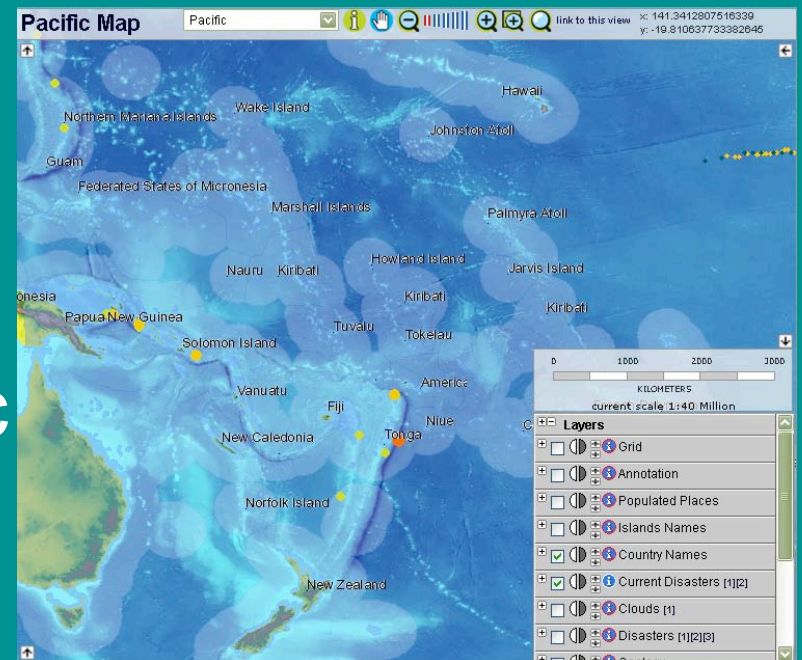 Pacific Map
Pacific
link to this view
x: 141.3412807516339
y: -19.810637733382645
Hawaii
Wake Island
Northern Mariana Islands
Johnston Atoll
Guam
Federated States of Micronesia
Marshall Islands
Palmyra Atoll
Howland Island
Nauru
Kiribati
Jarvis Island
onesia
Kiribati
Kiribati
Papua New Guinea
Tuvalu
Tokelau
Solomon Island
America
Vanuatu
Fiji
Niue
New Caledonia
Tonga
Norfolk Island
New Zealand
0 1000 2000 3000
KILOMETERS
current scale 1:40 Million
Layers
Grid
Annotation
Populated Places
Islands Names
Country Names
Current Disasters [1][2]
Clouds [1]
Disasters [1][2][3]
c